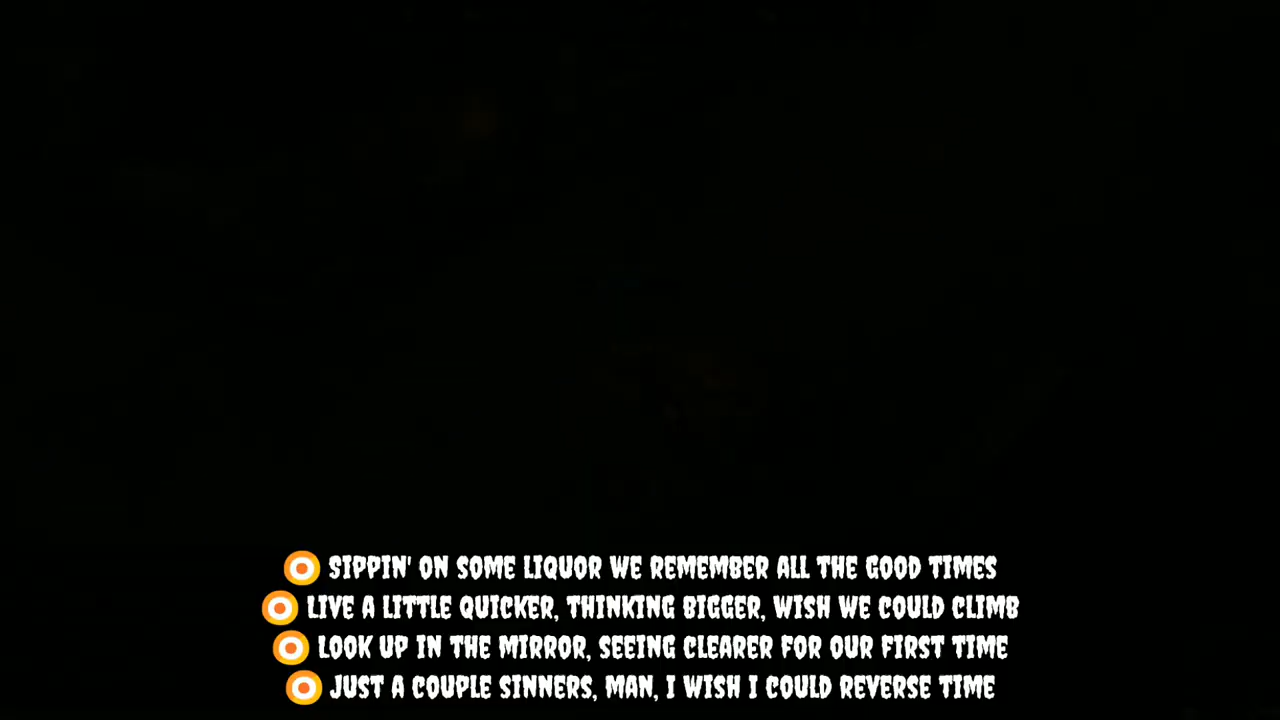 SIPPIN' ON SOME LIQUOR WE REMEMBER ALL THE GOOD TIMES
LIVE A LITTLE QUICKER, THINKING BIGGER, WISH WE COULD CLIMB
LOOK UP IN THE MIRROR, SEEING CLEARER FOR OUR FIRST TIME
JUST A COUPLE SINNERS, MAN, I WISH I COULD REVERSE TIME